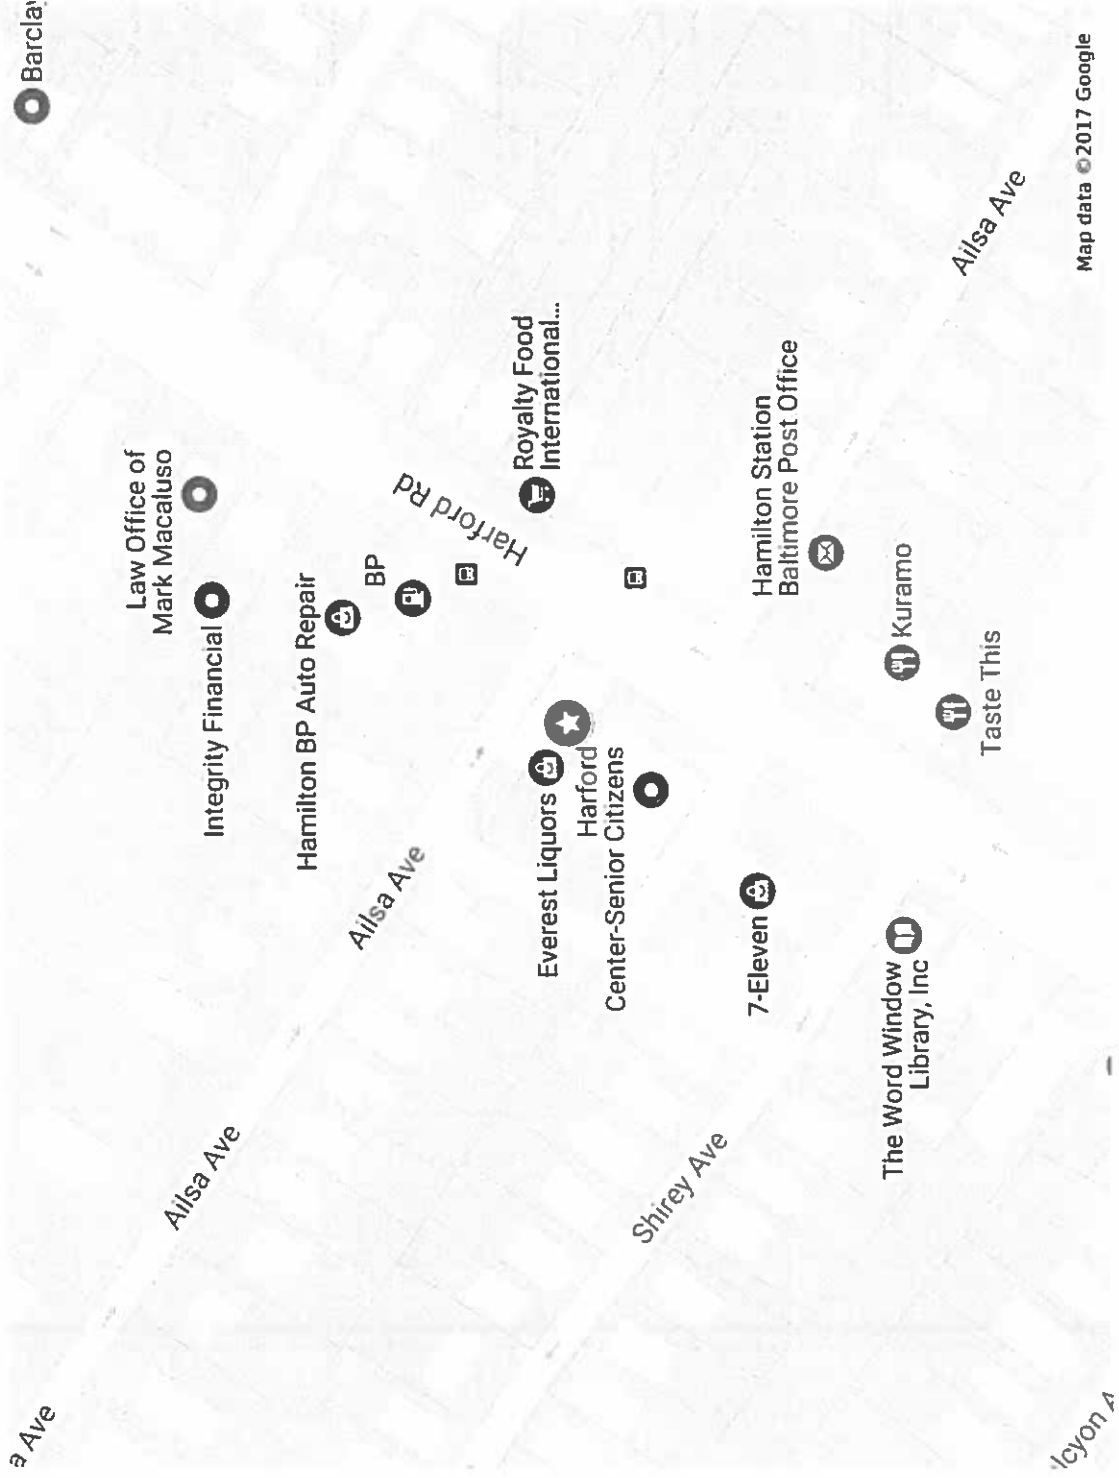 Barclay
Law Office of
Mark Macaluso
Integrity Financial
Hamilton BP Auto Repair
BP
Harford Rd
Royalty Food
International...
Ailsa Ave
Ailsa Ave
a Ave
Everest Liquors
Harford
Center-Senior Citizens
7-Eleven
Shirey Ave
Hamilton Station
Baltimore Post Office
Kuramo
Taste This
The Word Window
Library, Inc
Ailsa Ave
lcyon A
Map data ©2017 Google